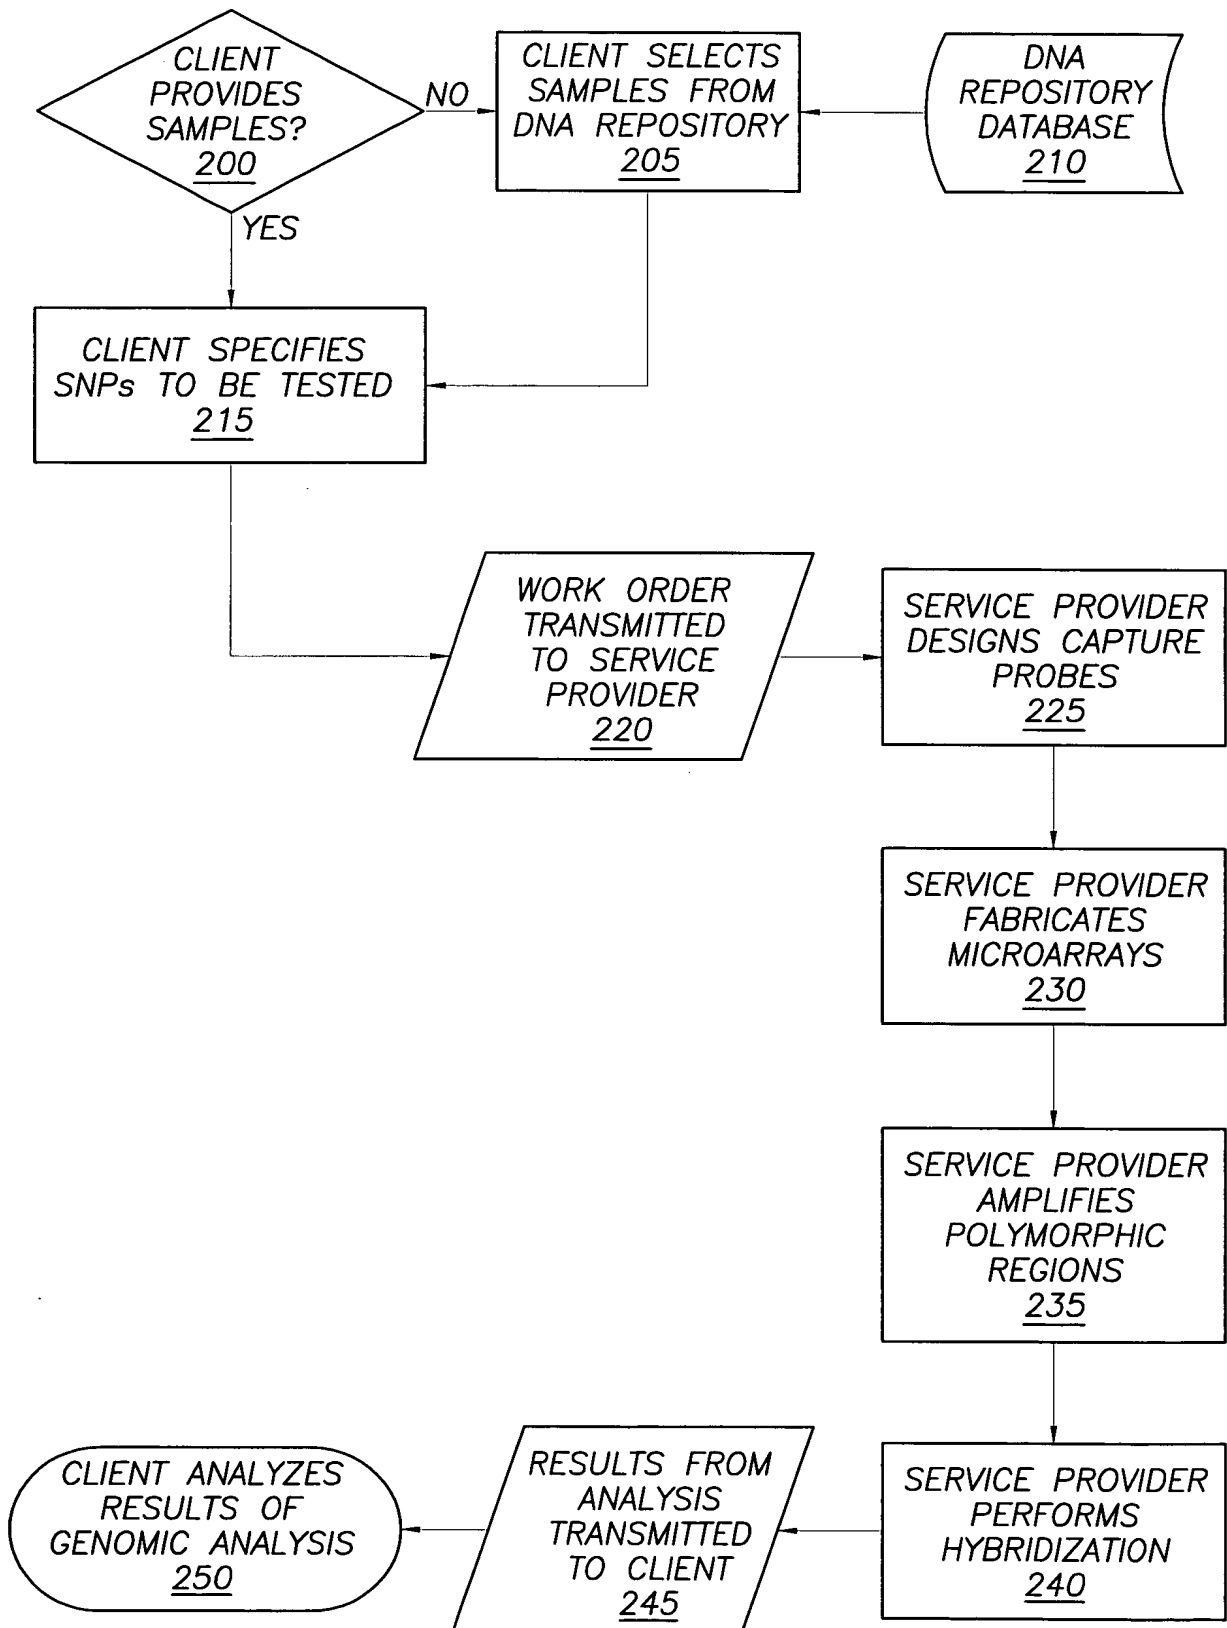 CLIENT
PROVIDES
SAMPLES?
200
NO
YES
CLIENT SELECTS
SAMPLES FROM
DNA REPOSITORY
205
DNA
REPOSITORY
DATABASE
210
CLIENT SPECIFIES
SNPs TO BE TESTED
215
WORK ORDER
TRANSMITTED
TO SERVICE
PROVIDER
220
SERVICE PROVIDER
DESIGNS CAPTURE
PROBES
225
SERVICE PROVIDER
FABRICATES
MICROARRAYS
230
SERVICE PROVIDER
AMPLIFIES
POLYMORPHIC
REGIONS
235
SERVICE PROVIDER
PERFORMS
HYBRIDIZATION
240
RESULTS FROM
ANALYSIS
TRANSMITTED
TO CLIENT
245
CLIENT ANALYZES
RESULTS OF
GENOMIC ANALYSIS
250